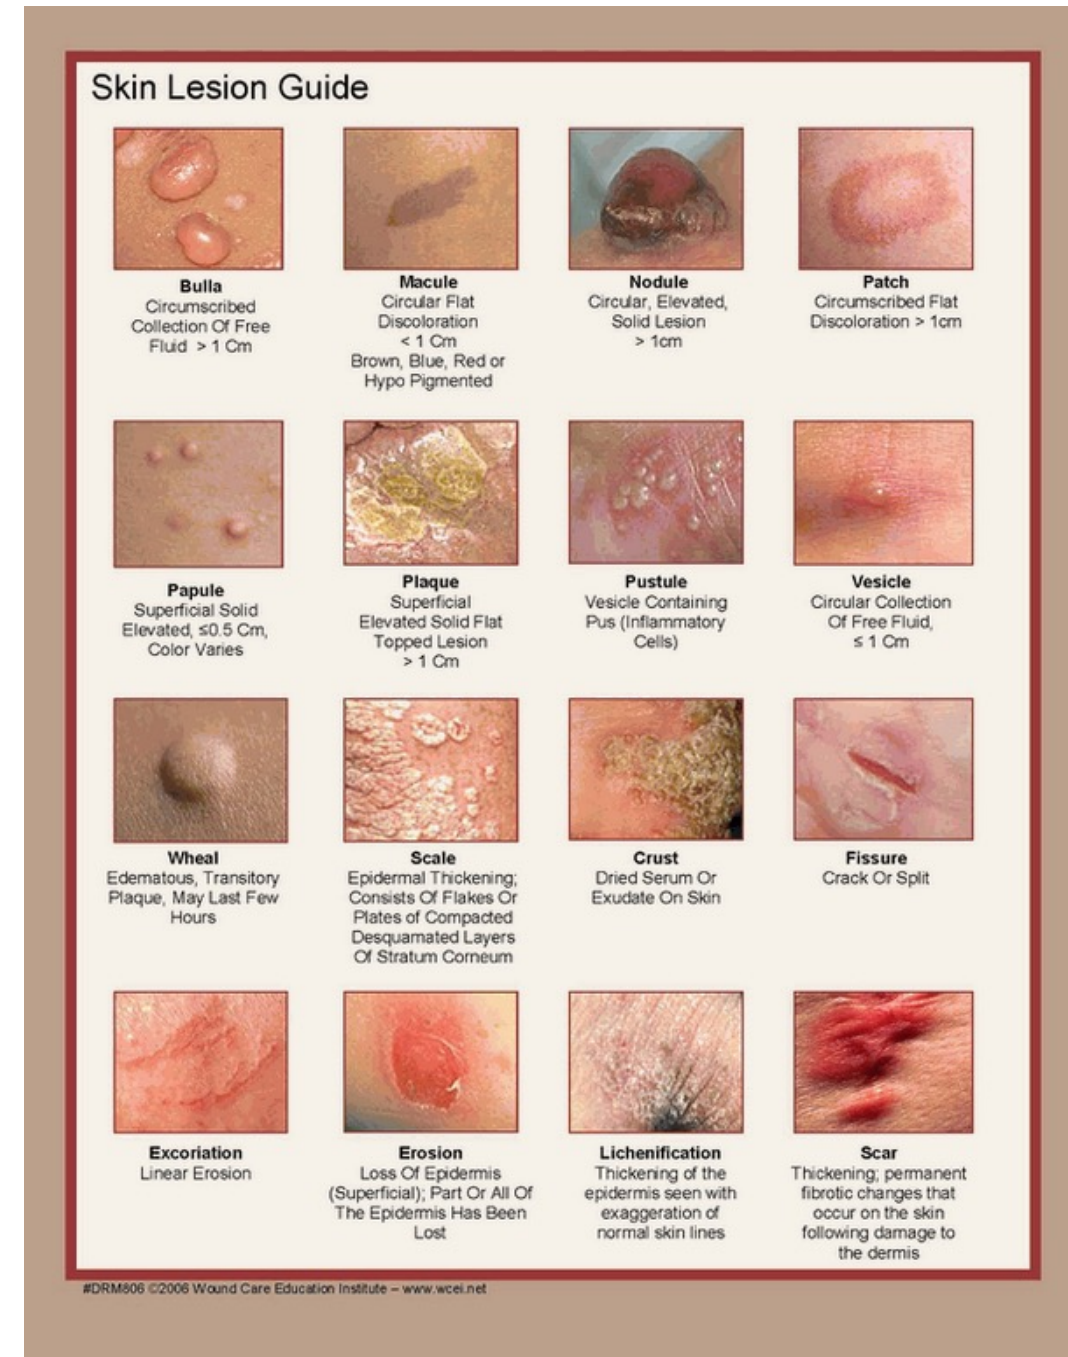 Skin Lesion Guide
Bulla
Circumscribed
Collection Of Free
Fluid > 1 Cm
Macule
Circular Flat
Discoloration
< 1 Cm
Brown, Blue, Red or
Hypo Pigmented
Nodule
Circular, Elevated,
Solid Lesion
> 1cm
Patch
Circumscribed Flat
Discoloration > 1cm
Papule
Superficial Solid
Elevated, ≤0.5 Cm,
Color Varies
Plaque
Superficial
Elevated Solid Flat
Topped Lesion
> 1 Cm
Pustule
Vesicle Containing
Pus (Inflammatory
Cells)
Vesicle
Circular Collection
Of Free Fluid,
≤ 1 Cm
Wheal
Edematous, Transitory
Plaque, May Last Few
Hours
Scale
Epidermal Thickening;
Consists Of Flakes Or
Plates of Compacted
Desquamated Layers
Of Stratum Corneum
Crust
Dried Serum Or
Exudate On Skin
Fissure
Crack Or Split
Excoriation
Linear Erosion
Erosion
Loss Of Epidermis
(Superficial); Part Or All Of
The Epidermis Has Been
Lost
Lichenification
Thickening of the
epidermis seen with
exaggeration of
normal skin lines
Scar
Thickening; permanent
fibrotic changes that
occur on the skin
following damage to
the dermis
#DRM806 ©2006 Wound Care Education Institute – www.wcei.net